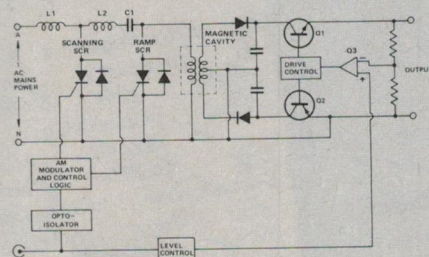 L1
L2
C1
A
SCANNING
SCR
RAMP
SCR
MAGNETIC
CAVITY
Q1
Q3
AC-
MAINS
POWER
DRIVE
CONTROL
OUTPUT
Q2
N
AM
MODULATOR
AND CONTROL
LOGIC
OPTO-
ISOLATOR
LEVEL
CONTROL